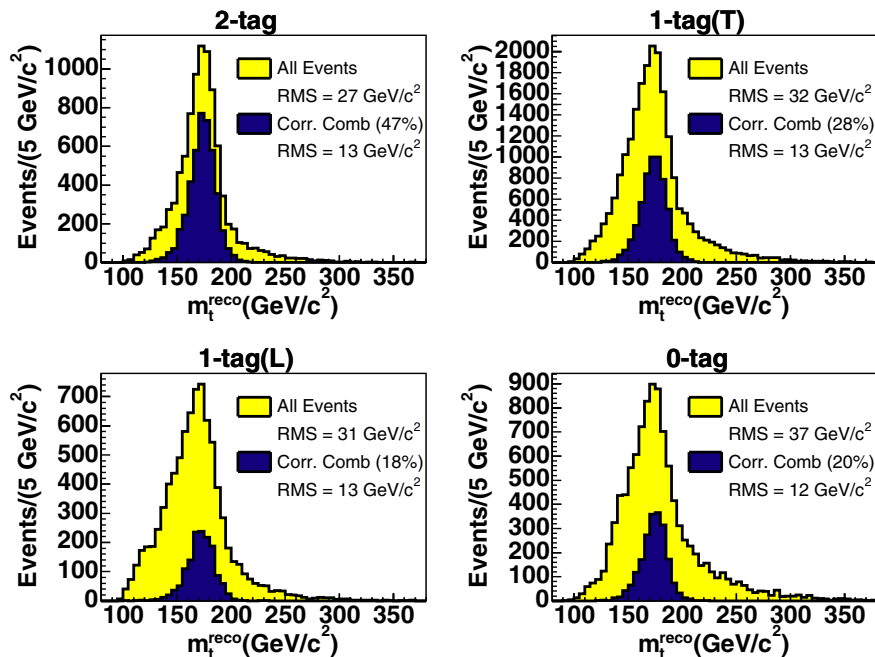 2-tag
Events/(5 GeV/c²)
1000
800
600
400
200
0
All Events
RMS = 27 GeV/c²
Corr. Comb (47%)
RMS = 13 GeV/c²
100 150 200 250 300 350
mₜʳᵉᶜᵒ(GeV/c²)
1-tag(T)
Events/(5 GeV/c²)
2000
1800
1600
1400
1200
1000
800
600
400
200
0
All Events
RMS = 32 GeV/c²
Corr. Comb (28%)
RMS = 13 GeV/c²
100 150 200 250 300 350
mₜʳᵉᶜᵒ(GeV/c²)
1-tag(L)
Events/(5 GeV/c²)
700
600
500
400
300
200
100
0
All Events
RMS = 31 GeV/c²
Corr. Comb (18%)
RMS = 13 GeV/c²
100 150 200 250 300 350
mₜʳᵉᶜᵒ(GeV/c²)
0-tag
Events/(5 GeV/c²)
900
800
700
600
500
400
300
200
100
0
All Events
RMS = 37 GeV/c²
Corr. Comb (20%)
RMS = 12 GeV/c²
100 150 200 250 300 350
mₜʳᵉᶜᵒ(GeV/c²)